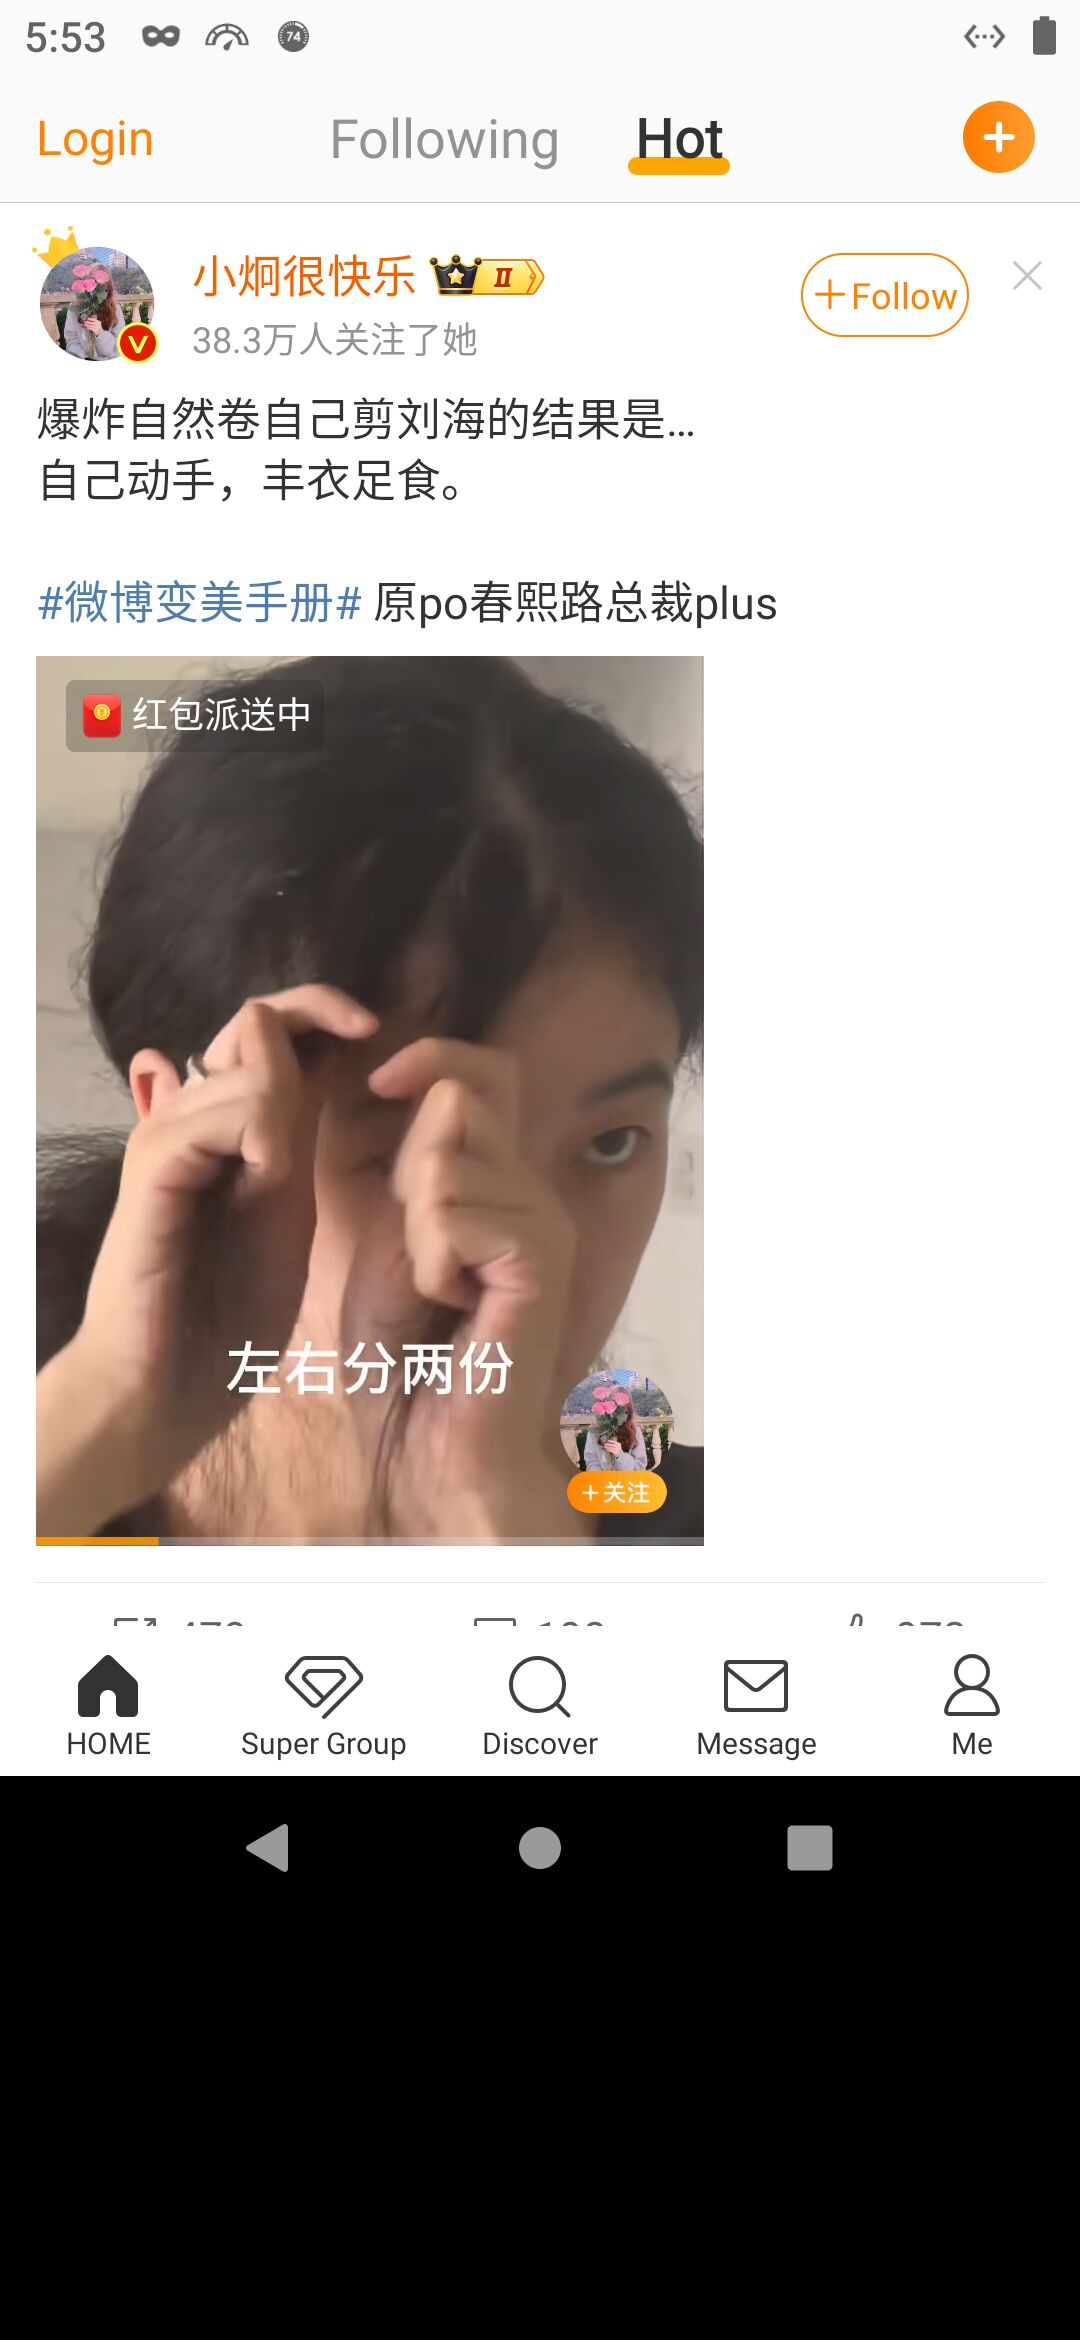 5:53
74
Login
Following
Hot
小炯很快乐
II
+Follow
38.3万人关注了她
爆炸自然卷自己剪刘海的结果是...
自己动手，丰衣足食。
#微博变美手册# 原po春熙路总裁plus
红包派送中
左右分两份
+关注
HOME
Super Group
Discover
Message
Me